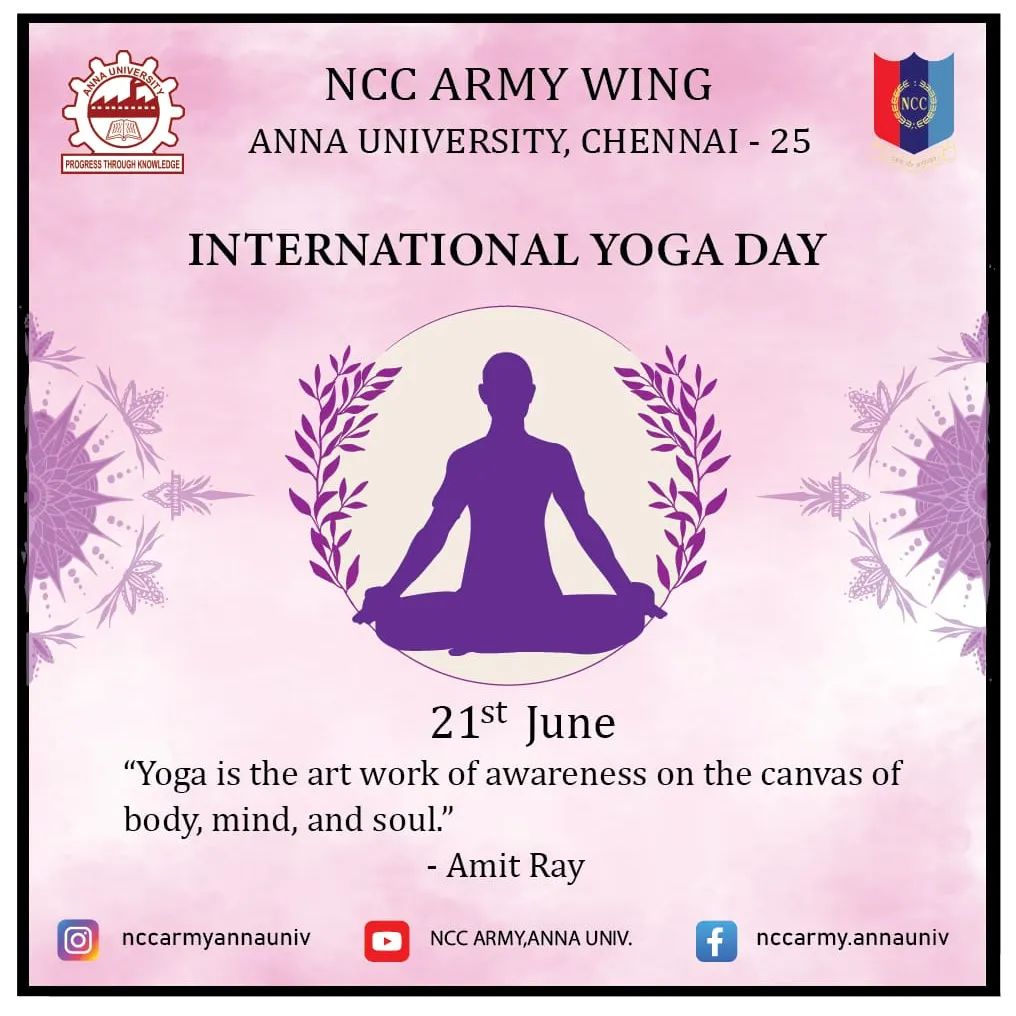 ANNA UNIVERSITY
PROGRESS THROUGH KNOWLEDGE
NCC ARMY WING
ANNA UNIVERSITY, CHENNAI - 25
NCC
INTERNATIONAL YOGA DAY
21st June
“Yoga is the art work of awareness on the canvas of
body, mind, and soul.”
- Amit Ray
nccarmyannauniv
NCC ARMY,ANNA UNIV.
nccarmy.annauniv